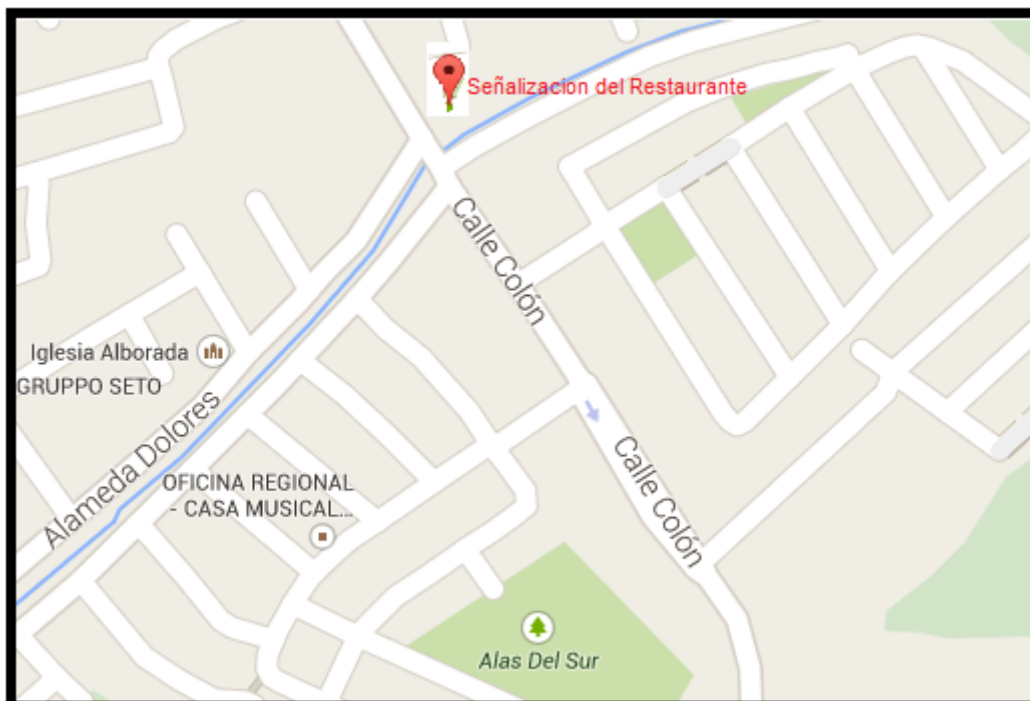 Señalizacion del Restaurante
Calle Colón
Iglesia Alborada
GRUPPO SETO
Alameda Dolores
Calle Colón
OFICINA REGIONAL
- CASA MUSICAL...
Alas Del Sur